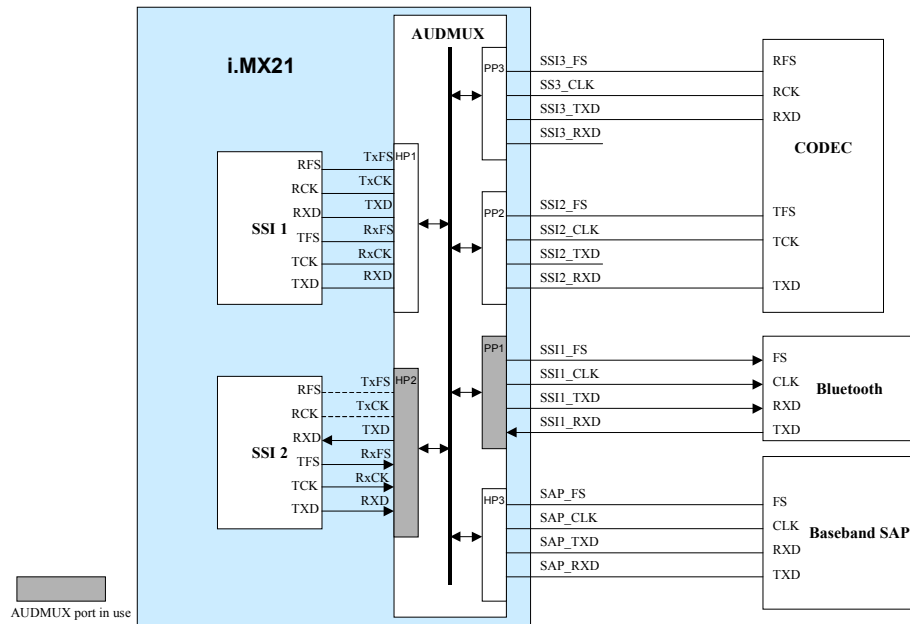 AUDMUX
i.MX21
PP3
SSI3_FS
SS3_CLK
SSI3_TXD
SSI3_RXD
RFS
RCK
RXD
CODEC
TFS
TCK
TXD
HP1
TxFS
TxCK
TXD
RxFS
RxCK
RXD
SSI 1
RFS
RCK
RXD
TFS
TCK
TXD
PP2
SSI2_FS
SSI2_CLK
SSI2_TXD
SSI2_RXD
PP1
SSI1_FS
SSI1_CLK
SSI1_TXD
SSI1_RXD
FS
CLK
RXD
TXD
Bluetooth
HP2
TxFS
TxCK
TXD
RxFS
RxCK
RXD
SSI 2
RFS
RCK
RXD
TFS
TCK
TXD
HP3
SAP_FS
SAP_CLK
SAP_TXD
SAP_RXD
FS
CLK
RXD
TXD
Baseband SAP
AUDMUX port in use